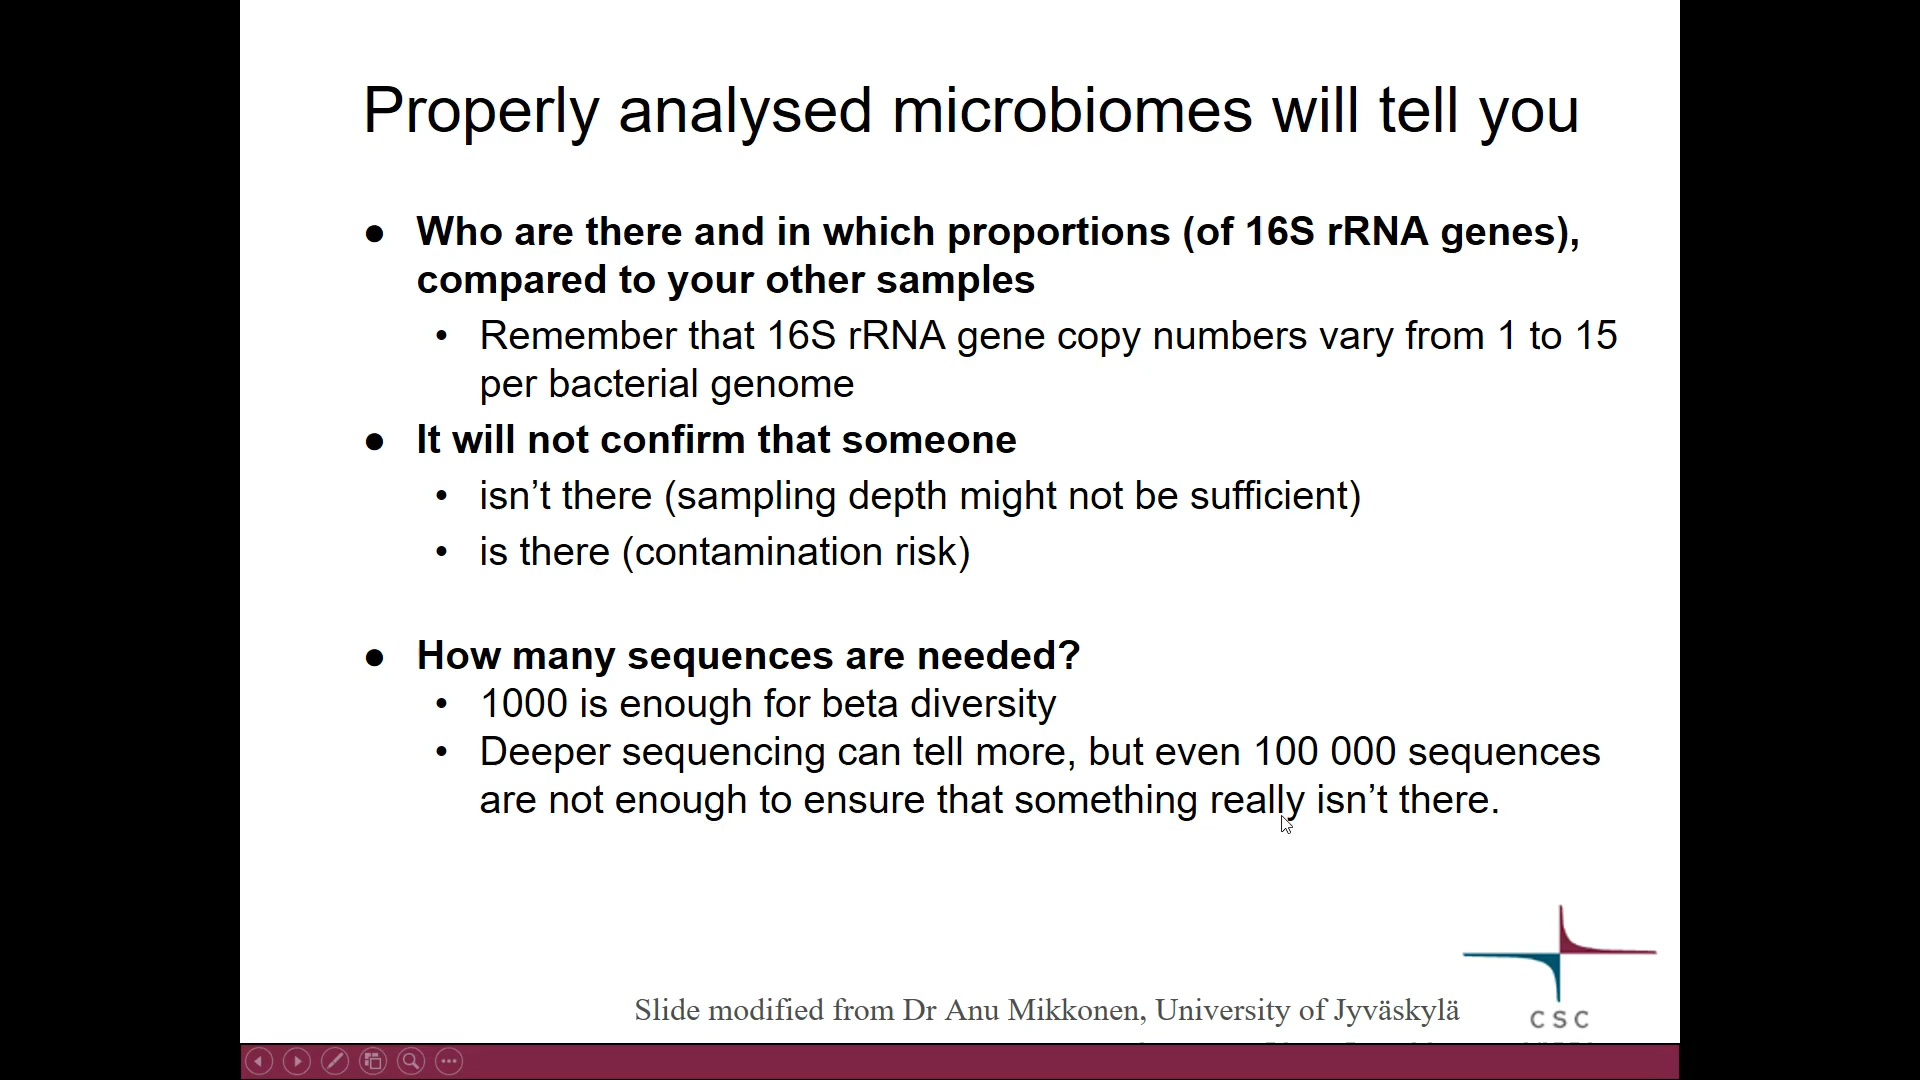 Properly analysed microbiomes will tell you
● Who are there and in which proportions (of 16S rRNA genes),
compared to your other samples
• Remember that 16S rRNA gene copy numbers vary from 1 to 15
per bacterial genome
● It will not confirm that someone
• isn’t there (sampling depth might not be sufficient)
• is there (contamination risk)
● How many sequences are needed?
• 1000 is enough for beta diversity
• Deeper sequencing can tell more, but even 100 000 sequences
are not enough to ensure that something really isn’t there.
Slide modified from Dr Anu Mikkonen, University of Jyväskylä
CSC